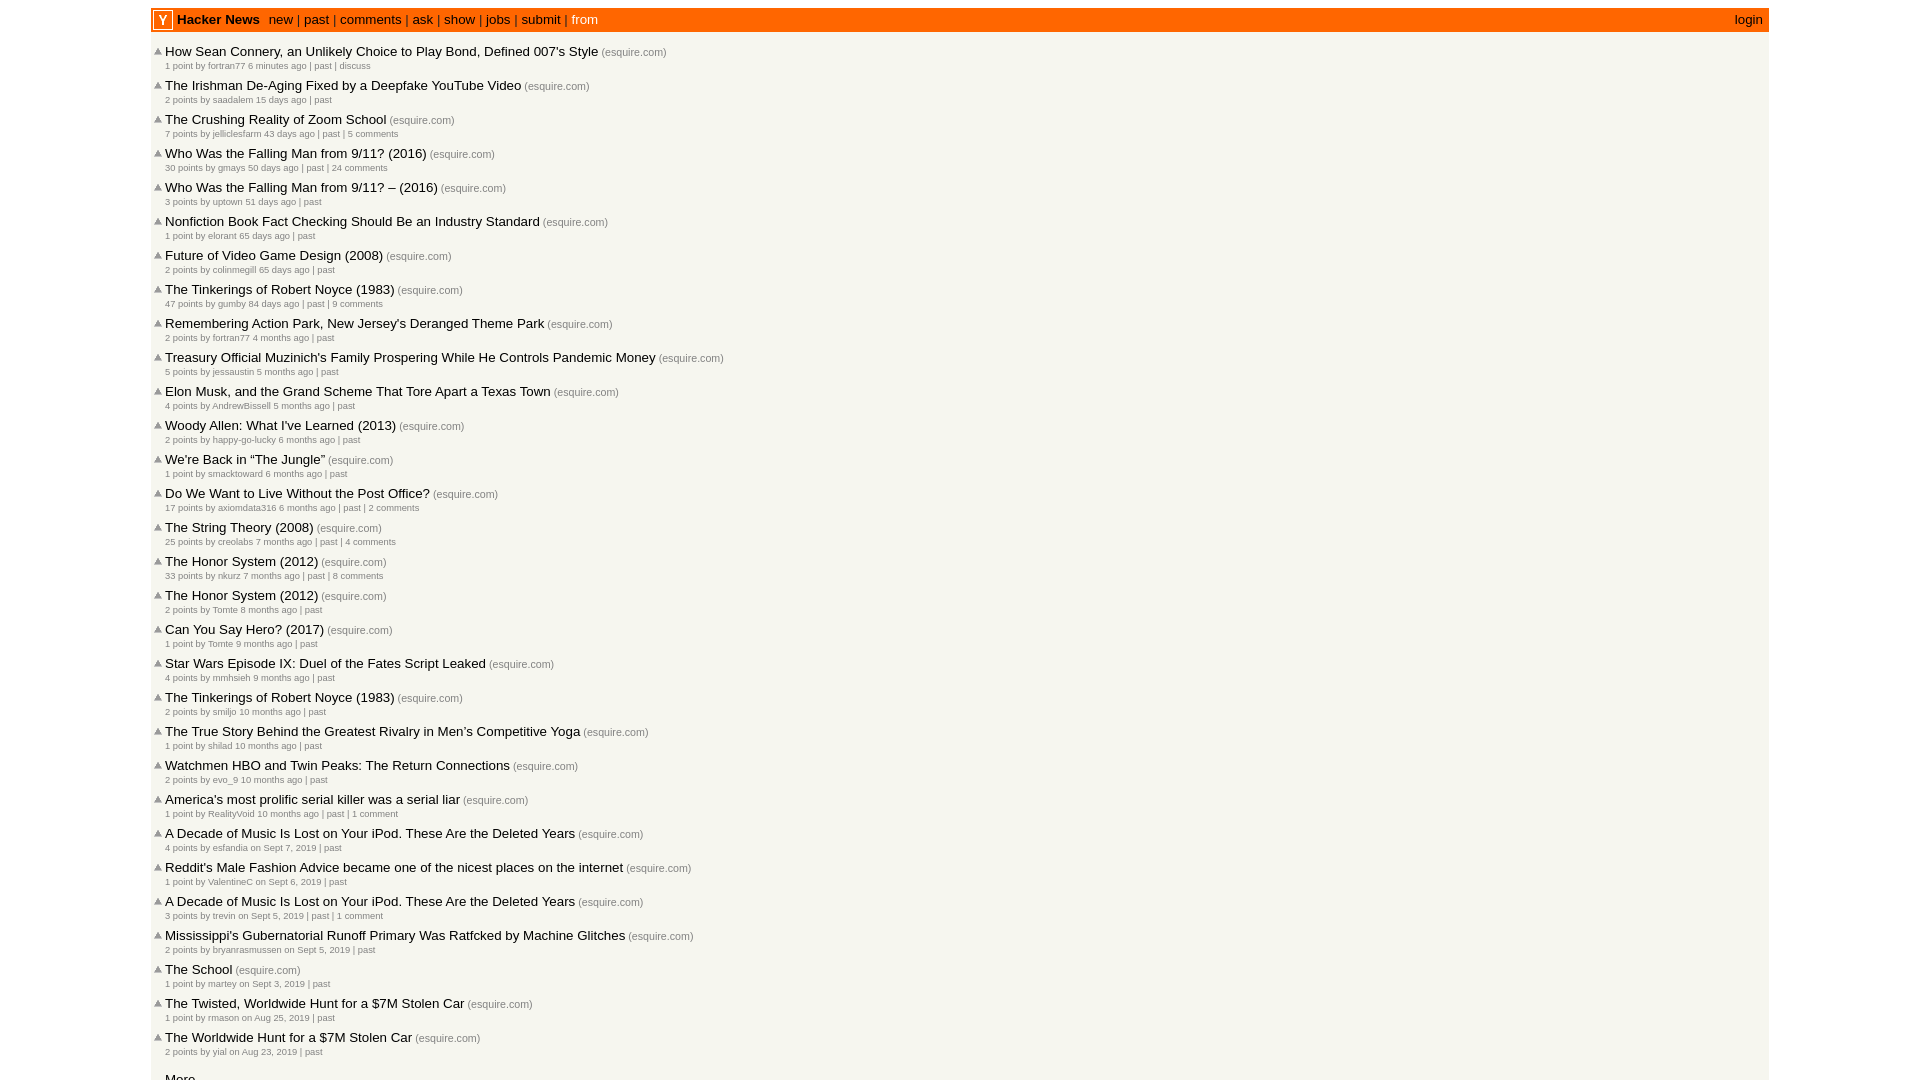 Y Hacker News new | past | comments | ask | show | jobs | submit | from login
How Sean Connery, an Unlikely Choice to Play Bond, Defined 007's Style (esquire.com)
1 point by fortran77 6 minutes ago | past | discuss
The Irishman De-Aging Fixed by a Deepfake YouTube Video (esquire.com)
2 points by saadalem 15 days ago | past
The Crushing Reality of Zoom School (esquire.com)
7 points by jelliclesfarm 43 days ago | past | 5 comments
Who Was the Falling Man from 9/11? (2016) (esquire.com)
30 points by gmays 50 days ago | past | 24 comments
Who Was the Falling Man from 9/11? – (2016) (esquire.com)
3 points by uptown 51 days ago | past
Nonfiction Book Fact Checking Should Be an Industry Standard (esquire.com)
1 point by elorant 65 days ago | past
Future of Video Game Design (2008) (esquire.com)
2 points by colinmegill 65 days ago | past
The Tinkerings of Robert Noyce (1983) (esquire.com)
47 points by gumby 84 days ago | past | 9 comments
Remembering Action Park, New Jersey's Deranged Theme Park (esquire.com)
2 points by fortran77 4 months ago | past
Treasury Official Muzinich's Family Prospering While He Controls Pandemic Money (esquire.com)
5 points by jessaustin 5 months ago | past
Elon Musk, and the Grand Scheme That Tore Apart a Texas Town (esquire.com)
4 points by AndrewBissell 5 months ago | past
Woody Allen: What I've Learned (2013) (esquire.com)
2 points by happy-go-lucky 6 months ago | past
We're Back in “The Jungle” (esquire.com)
1 point by smacktoward 6 months ago | past
Do We Want to Live Without the Post Office? (esquire.com)
17 points by axiomdata316 6 months ago | past | 2 comments
The String Theory (2008) (esquire.com)
25 points by creolabs 7 months ago | past | 4 comments
The Honor System (2012) (esquire.com)
33 points by nkurz 7 months ago | past | 8 comments
The Honor System (2012) (esquire.com)
2 points by Tomte 8 months ago | past
Can You Say Hero? (2017) (esquire.com)
1 point by Tomte 9 months ago | past
Star Wars Episode IX: Duel of the Fates Script Leaked (esquire.com)
4 points by mmhsieh 9 months ago | past
The Tinkerings of Robert Noyce (1983) (esquire.com)
2 points by smiljo 10 months ago | past
The True Story Behind the Greatest Rivalry in Men’s Competitive Yoga (esquire.com)
1 point by shilad 10 months ago | past
Watchmen HBO and Twin Peaks: The Return Connections (esquire.com)
2 points by evo_9 10 months ago | past
America's most prolific serial killer was a serial liar (esquire.com)
1 point by RealityVoid 10 months ago | past | 1 comment
A Decade of Music Is Lost on Your iPod. These Are the Deleted Years (esquire.com)
4 points by esfandia on Sept 7, 2019 | past
Reddit's Male Fashion Advice became one of the nicest places on the internet (esquire.com)
1 point by ValentineC on Sept 6, 2019 | past
A Decade of Music Is Lost on Your iPod. These Are the Deleted Years (esquire.com)
3 points by trevin on Sept 5, 2019 | past | 1 comment
Mississippi's Gubernatorial Runoff Primary Was Ratfcked by Machine Glitches (esquire.com)
2 points by bryanrasmussen on Sept 5, 2019 | past
The School (esquire.com)
1 point by martey on Sept 3, 2019 | past
The Twisted, Worldwide Hunt for a $7M Stolen Car (esquire.com)
1 point by rmason on Aug 25, 2019 | past
The Worldwide Hunt for a $7M Stolen Car (esquire.com)
2 points by yial on Aug 23, 2019 | past
More